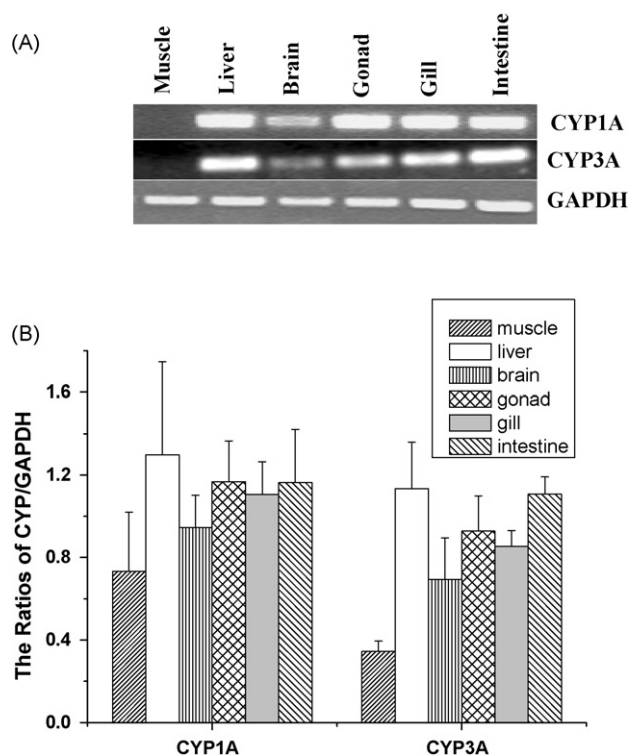 (A)
Muscle
Liver
Brain
Gonad
Gill
Intestine
CYP1A
CYP3A
GAPDH
(B)
muscle
liver
brain
gonad
gill
intestine
The Ratios of CYP/GAPDH
1.6
1.2
0.8
0.4
0.0
CYP1A
CYP3A